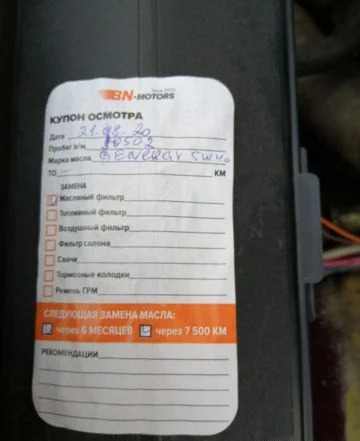 BN-MOTORS
КУПОН ОСМОТРА
Дата 21.08.20
Пробег а/м
Марка масла GENERGY 5W40
ТО КМ
ЗАМЕНА
Масляный фильтр
Топливный фильтр
Воздушный фильтр
Фильтр салона
Свечи
Тормозные колодки
Ремень ГРМ
СЛЕДУЮЩАЯ ЗАМЕНА МАСЛА:
через 6 МЕСЯЦЕВ через 7 500 КМ
РЕКОМЕНДАЦИИ